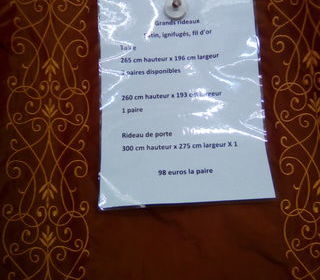 Grands rideaux
Satin, ignifugés, fil d'or
Taille
265 cm hauteur x 196 cm largeur
2 paires disponibles
260 cm hauteur x 193 cm largeur
1 paire
Rideau de porte
300 cm hauteur x 275 cm largeur X 1
98 euros la paire